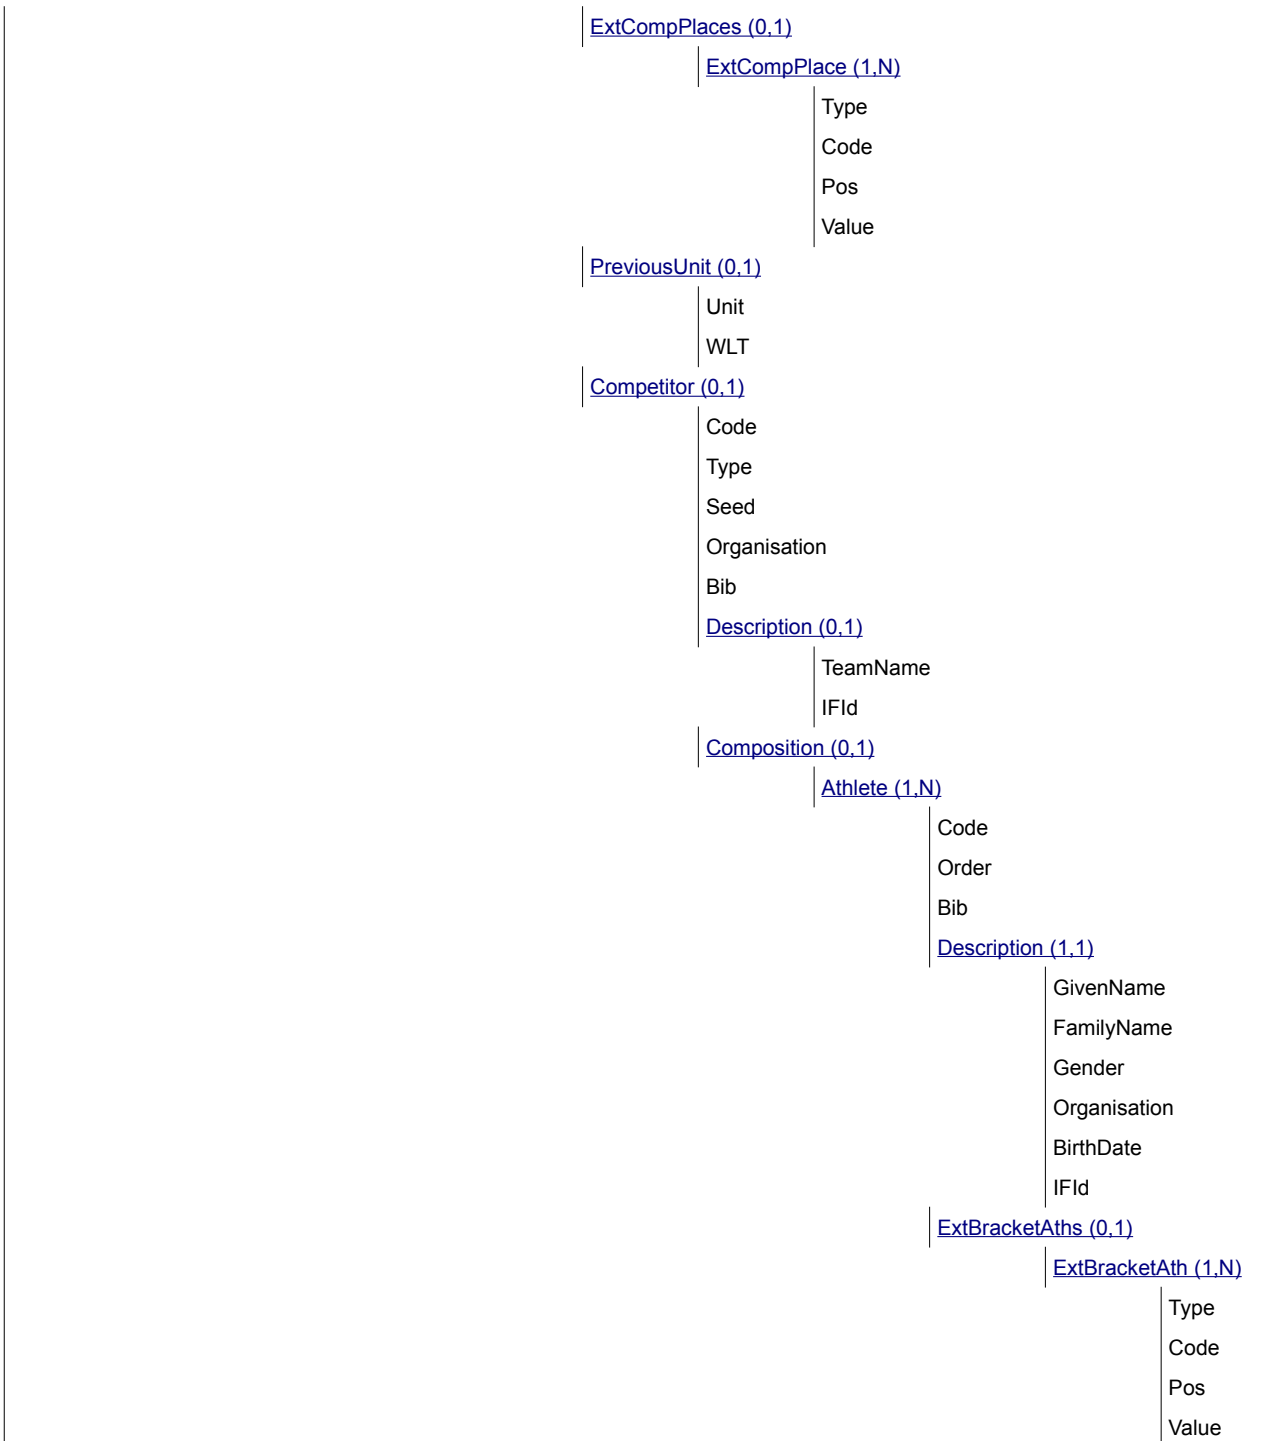 ExtCompPlaces (0,1)
ExtCompPlace (1,N)
Type
Code
Pos
Value
PreviousUnit (0,1)
Unit
WLT
Competitor (0,1)
Code
Type
Seed
Organisation
Bib
Description (0,1)
TeamName
IFId
Composition (0,1)
Athlete (1,N)
Code
Order
Bib
Description (1,1)
GivenName
FamilyName
Gender
Organisation
BirthDate
IFId
ExtBracketAths (0,1)
ExtBracketAth (1,N)
Type
Code
Pos
Value